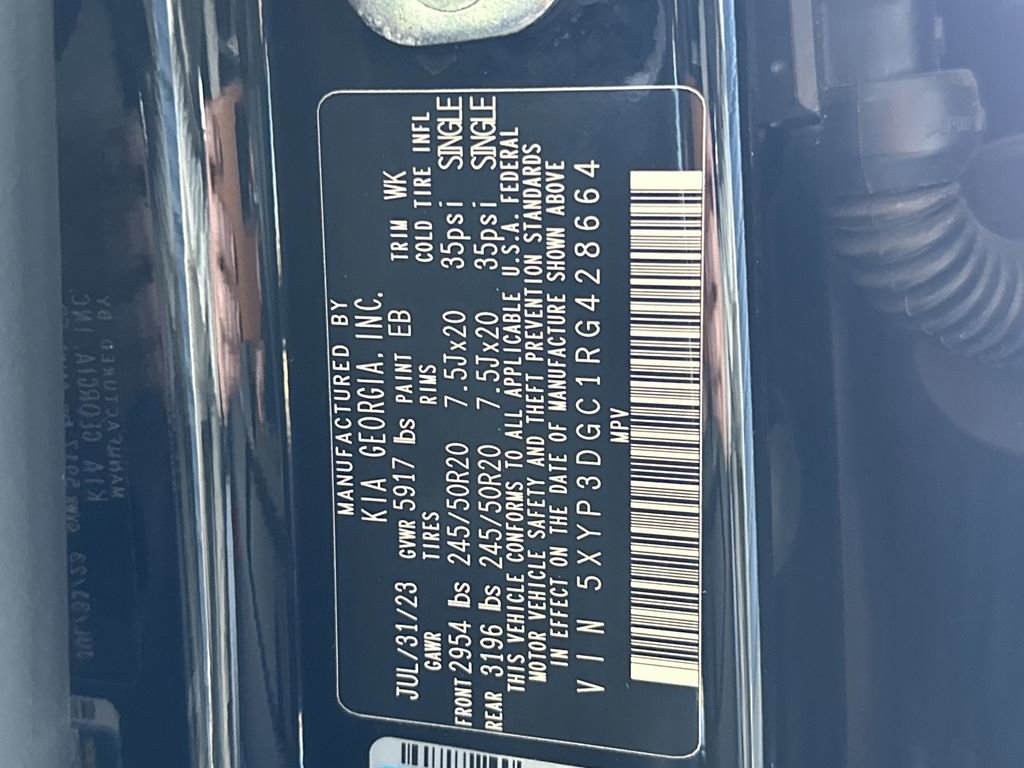 MANUFACTURED BY
KIA GEORGIA, INC.
JUL/31/23 GVWR 5917 lbs PAINT EB TRIM WK
GAWR TIRES RIMS COLD TIRE INFL
FRONT 2954 lbs 245/50R20 7.5Jx20 35psi SINGLE
REAR 3196 lbs 245/50R20 7.5Jx20 35psi SINGLE
THIS VEHICLE CONFORMS TO ALL APPLICABLE U.S.A. FEDERAL
MOTOR VEHICLE SAFETY AND THEFT PREVENTION STANDARDS
IN EFFECT ON THE DATE OF MANUFACTURE SHOWN ABOVE
VIN 5XYP3DGC1RG428664
MPV